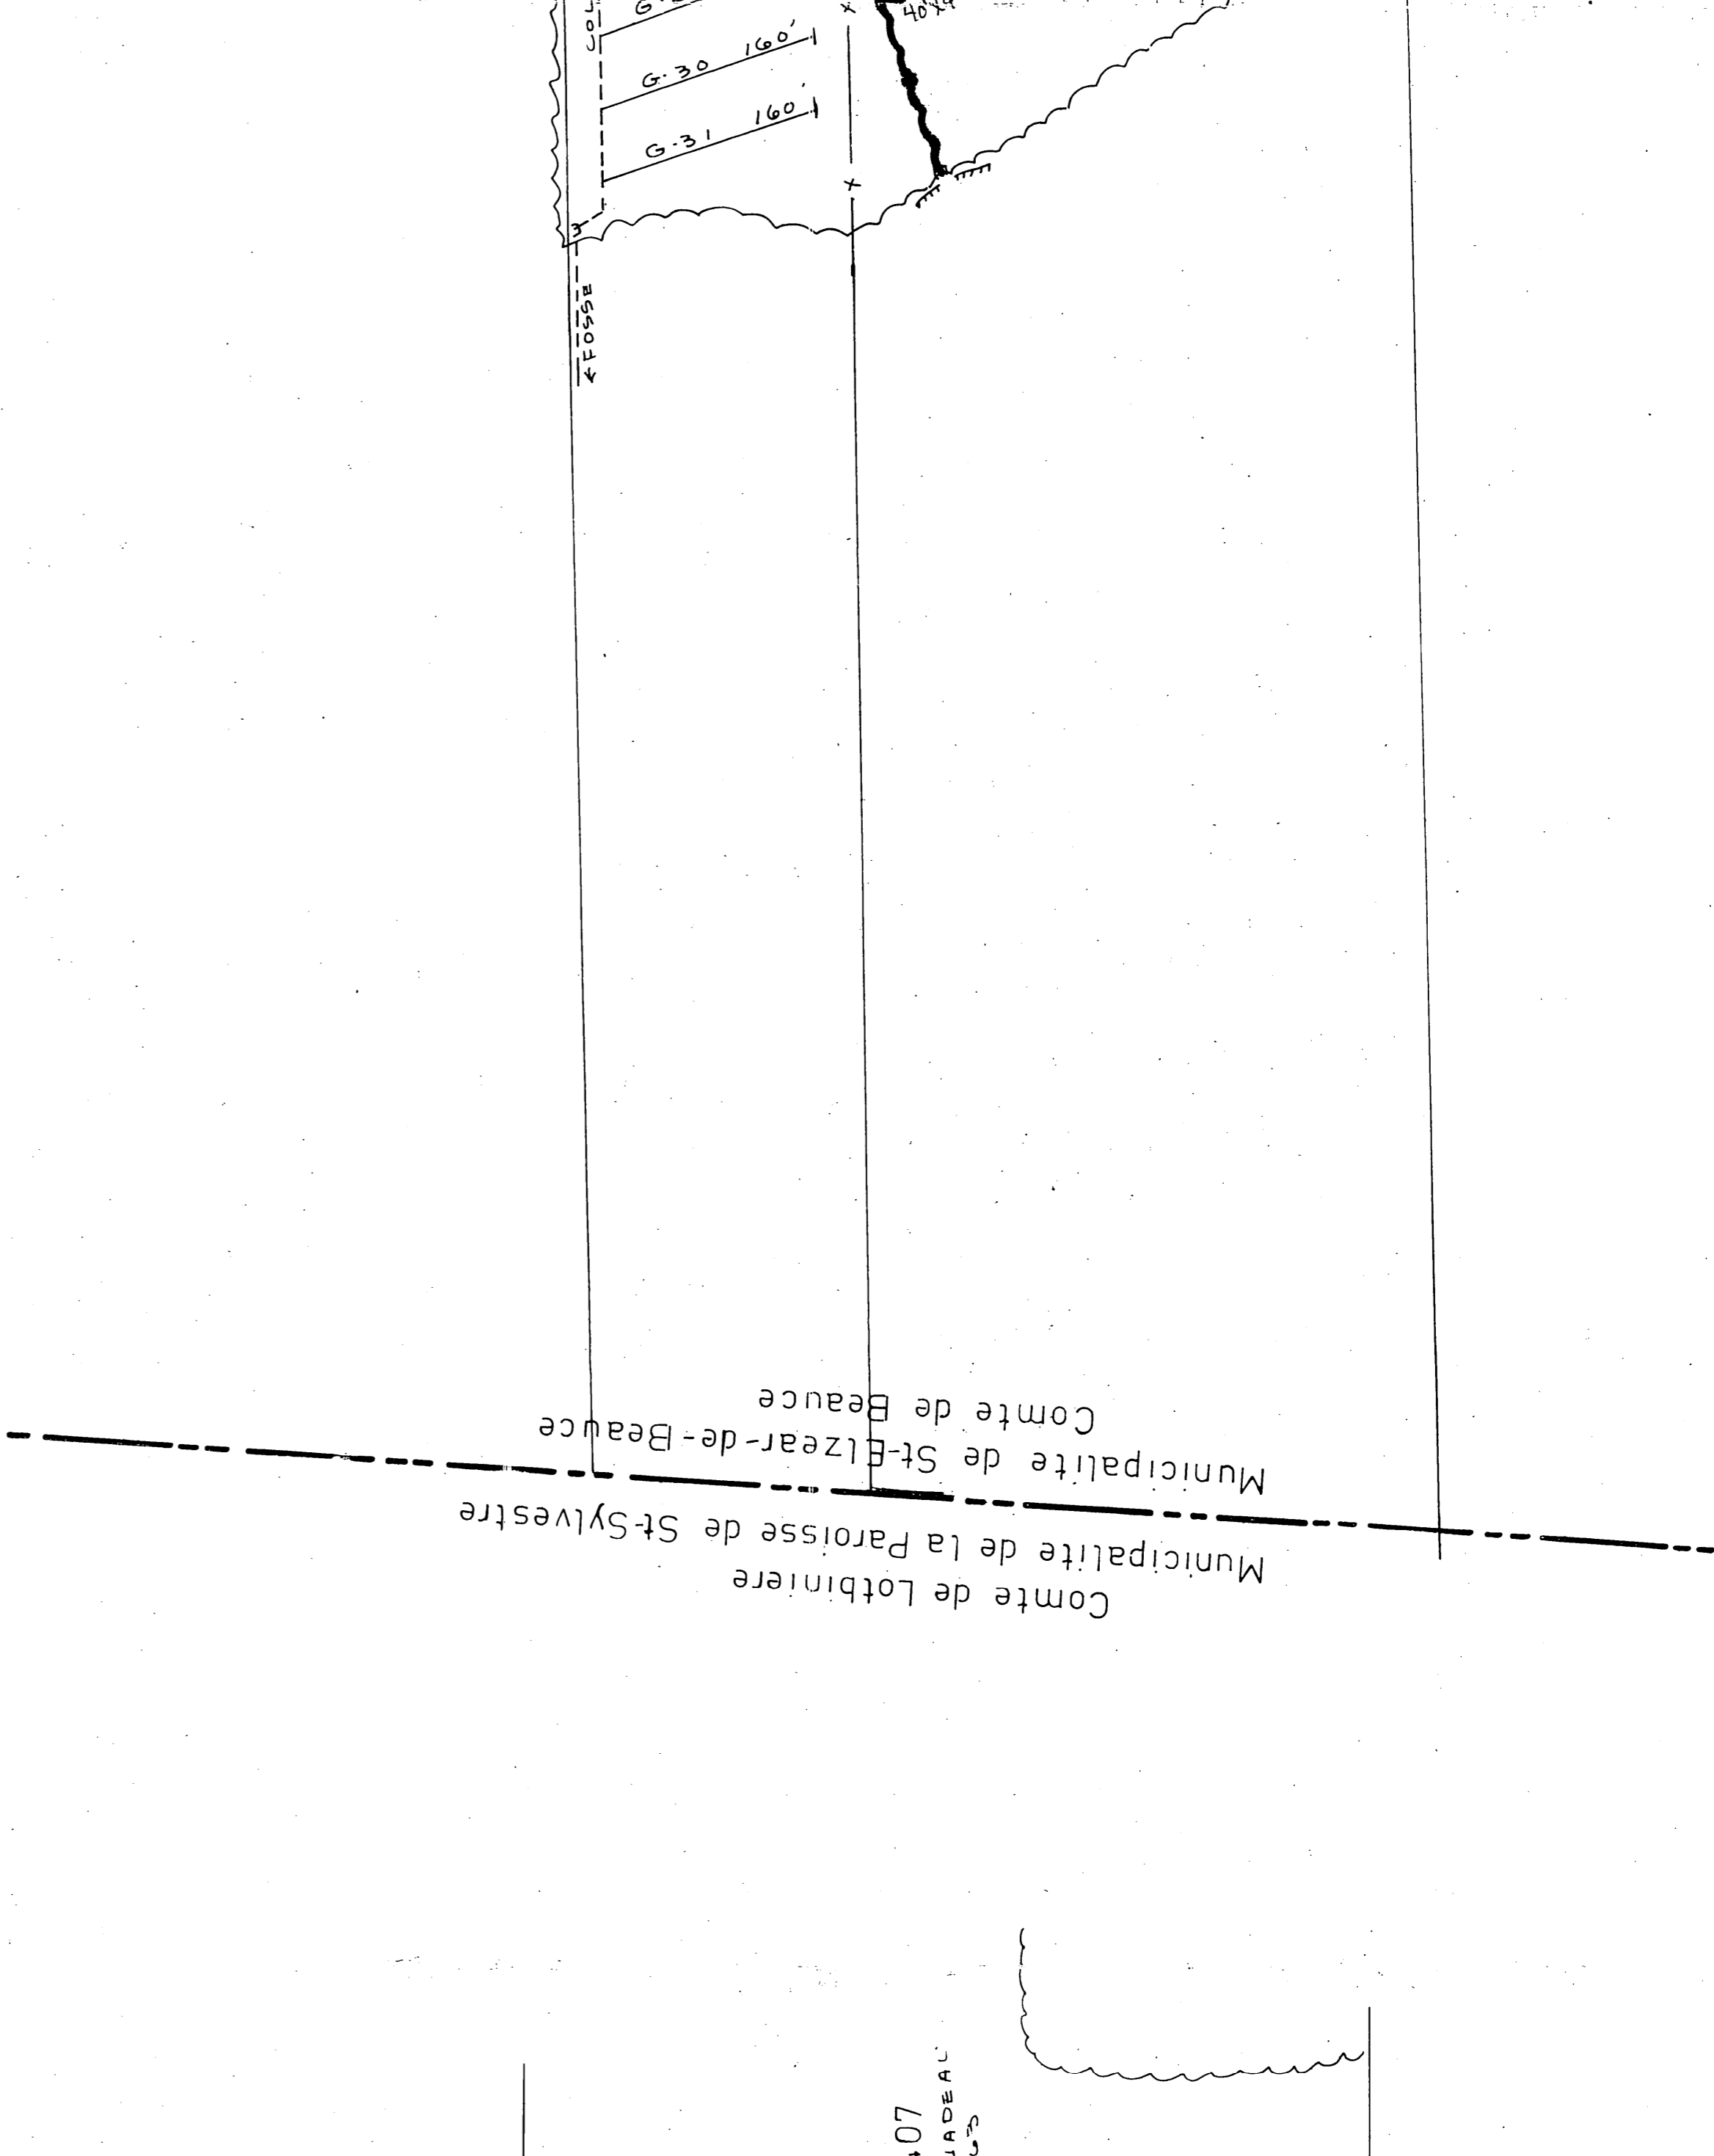 G-30 160'
G-31 160'
3
← FOSSE
Comte de Beauce
Municipalite de St-Elzear-de-Beauce
Municipalite de la Paroisse de St-Sylvestre
Comte de Lotbiniere